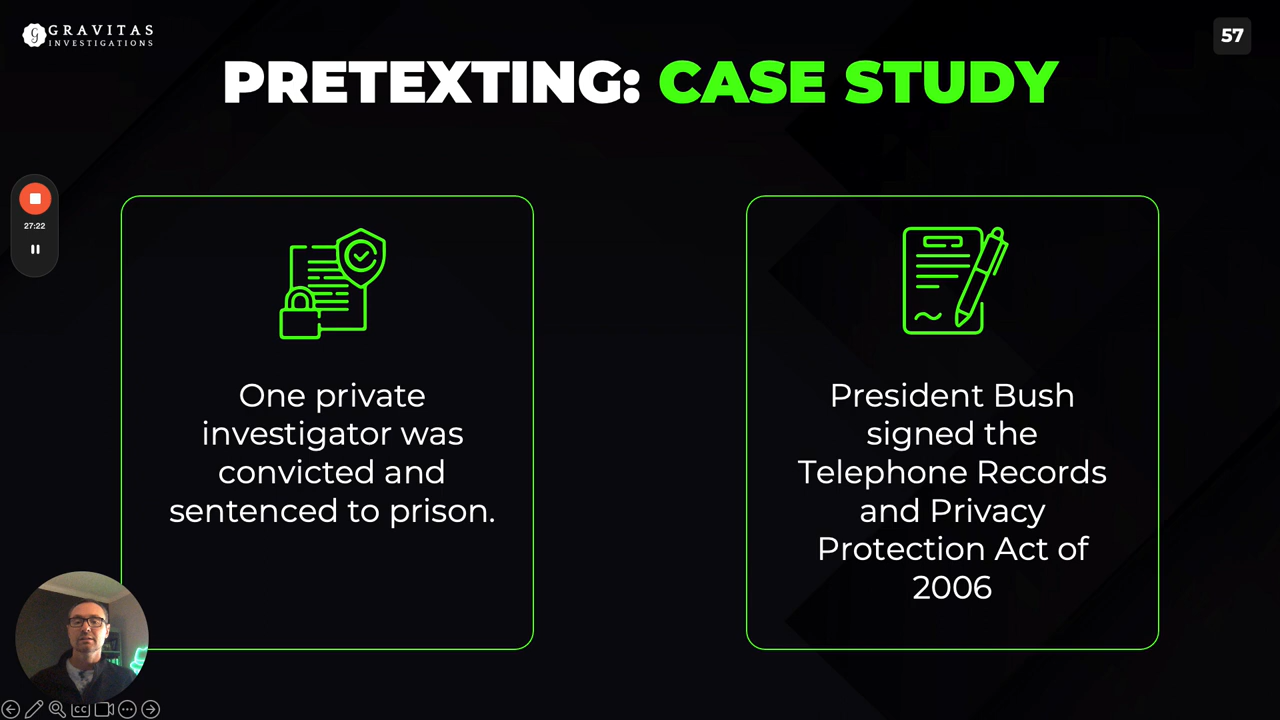 GRAVITAS
INVESTIGATIONS
57
PRETEXTING: CASE STUDY
27:22
One private
investigator was
convicted and
sentenced to prison.
President Bush
signed the
Telephone Records
and Privacy
Protection Act of
2006
CC